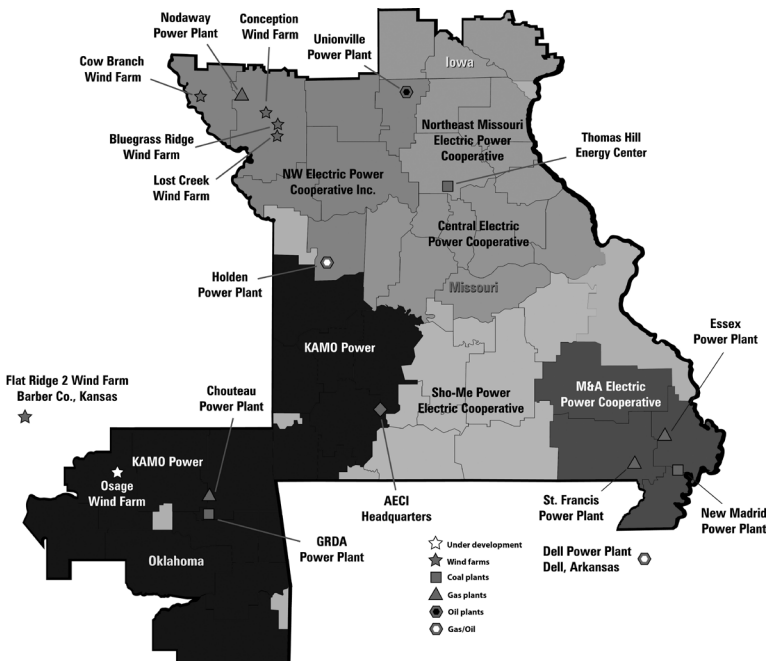 Nodaway
Power Plant
Conception
Wind Farm
Unionville
Power Plant
Iowa
Cow Branch
Wind Farm
Bluegrass Ridge
Wind Farm
Lost Creek
Wind Farm
Northeast Missouri
Electric Power
Cooperative
Thomas Hill
Energy Center
NW Electric Power
Cooperative Inc.
Central Electric
Power Cooperative
Holden
Power Plant
Missouri
Essex
Power Plant
KAMO Power
Flat Ridge 2 Wind Farm
Barber Co., Kansas
Chouteau
Power Plant
Sho-Me Power
Electric Cooperative
M&A Electric
Power Cooperative
KAMO Power
Osage
Wind Farm
AECI
Headquarters
St. Francis
Power Plant
New Madrid
Power Plant
GRDA
Power Plant
Oklahoma
Dell Power Plant
Dell, Arkansas
Under development
Wind farms
Coal plants
Gas plants
Oil plants
Gas/Oil